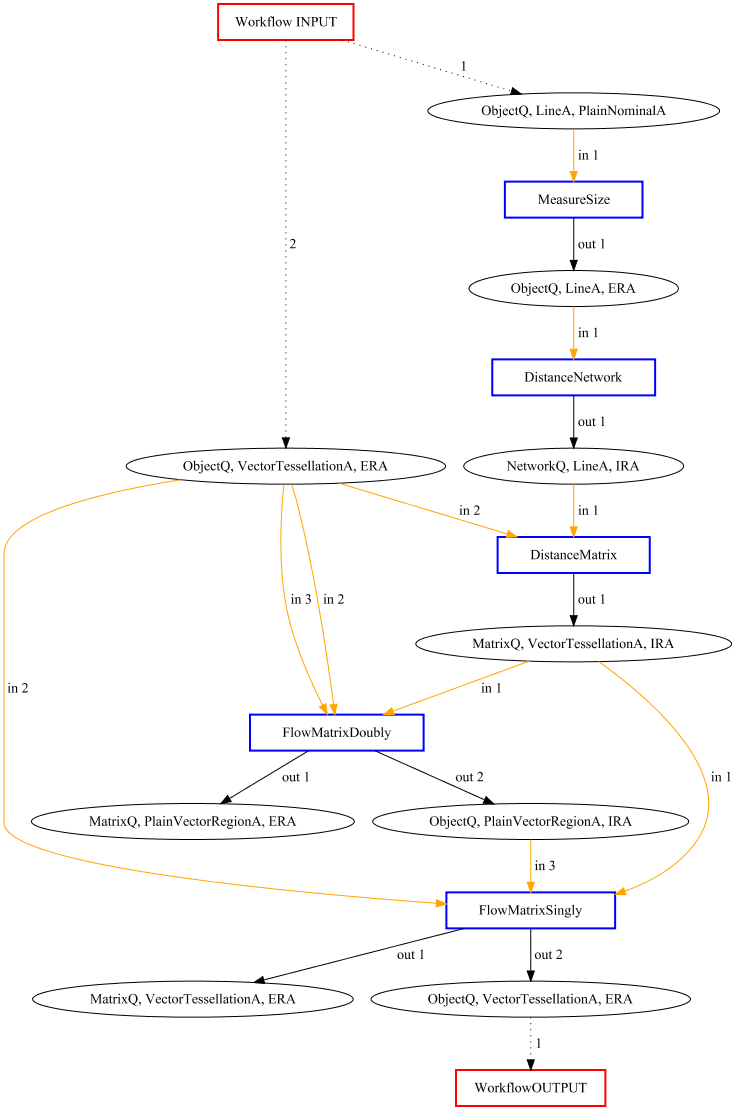 Workflow INPUT
1
ObjectQ, LineA, PlainNominalA
in 1
MeasureSize
2
out 1
ObjectQ, LineA, ERA
in 1
DistanceNetwork
out 1
ObjectQ, VectorTessellationA, ERA
NetworkQ, LineA, IRA
in 2
in 1
DistanceMatrix
in 3
in 2
out 1
MatrixQ, VectorTessellationA, IRA
in 2
in 1
FlowMatrixDoubly
out 1
out 2
in 1
MatrixQ, PlainVectorRegionA, ERA
ObjectQ, PlainVectorRegionA, IRA
in 3
FlowMatrixSingly
out 1
out 2
MatrixQ, VectorTessellationA, ERA
ObjectQ, VectorTessellationA, ERA
1
WorkflowOUTPUT